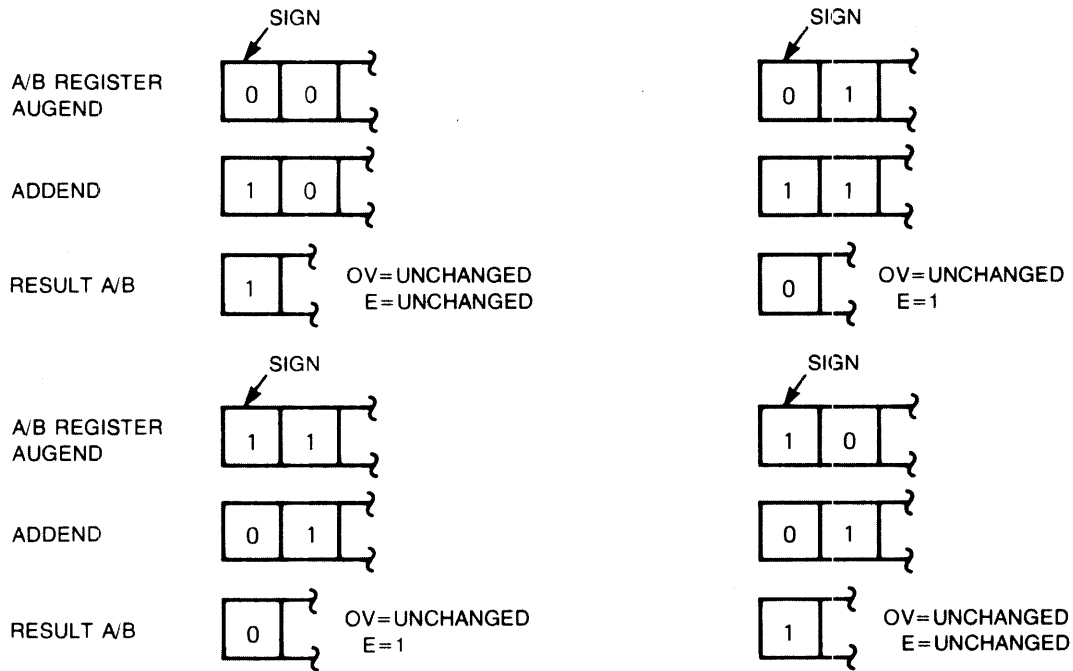 SIGN
SIGN
A/B REGISTER
AUGEND
0 0
0 1
ADDEND
1 0
1 1
RESULT A/B
1
OV=UNCHANGED
E=UNCHANGED
0
OV=UNCHANGED
E=1
SIGN
SIGN
A/B REGISTER
AUGEND
1 1
1 0
ADDEND
0 1
0 1
RESULT A/B
0
OV=UNCHANGED
E=1
1
OV=UNCHANGED
E=UNCHANGED